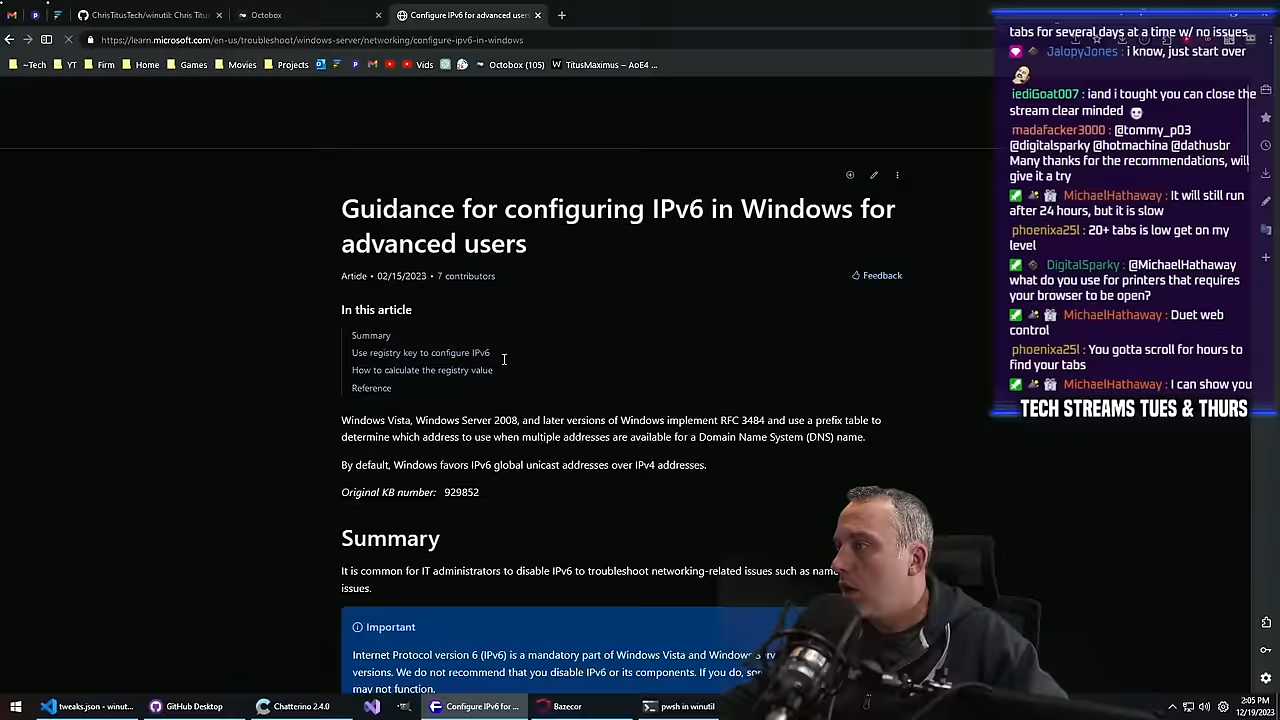 ChrisTitusTech/winutil: Chris Titu
Octobox
Configure IPv6 for advanced users
https://learn.microsoft.com/en-us/troubleshoot/windows-server/networking/configure-ipv6-in-windows
~Tech
YT
Firm
Home
Games
Movies
Projects
Vids
Octobox (105)
TitusMaximus ~ AoE4 ...
Guidance for configuring IPv6 in Windows for
advanced users
Article • 02/15/2023 • 7 contributors
Feedback
In this article
Summary
Use registry key to configure IPv6
How to calculate the registry value
Reference
Windows Vista, Windows Server 2008, and later versions of Windows implement RFC 3484 and use a prefix table to
determine which address to use when multiple addresses are available for a Domain Name System (DNS) name.
By default, Windows favors IPv6 global unicast addresses over IPv4 addresses.
Original KB number: 929852
Summary
It is common for IT administrators to disable IPv6 to troubleshoot networking-related issues such as
issues.
Important
Internet Protocol version 6 (IPv6) is a mandatory part of Windows Vista and Windows
versions. We do not recommend that you disable IPv6 or its components. If you do,
may not function.
tabs for several days at a time w/ no issues
JalopyJones : i know, just start over
iediGoat007 : iand i tought you can close the
stream clear minded
madafacker3000 : @tommy_p03
@digitalsparky @hotmachina @dathusbr
Many thanks for the recommendations, will
give it a try
MichaelHathaway : It will still run
after 24 hours, but it is slow
phoenixa25l : 20+ tabs is low get on my
level
DigitalSparky : @MichaelHathaway
what do you use for printers that requires
your browser to be open?
MichaelHathaway : Duet web
control
phoenixa25l : You gotta scroll for hours to
find your tabs
MichaelHathaway : I can show you
TECH STREAMS TUES & THURS
tweaks.json - winut...
GitHub Desktop
Chatterino 2.4.0
Configure IPv6 for ...
Bazecor
pwsh in winutil
2:05 PM
12/19/2023